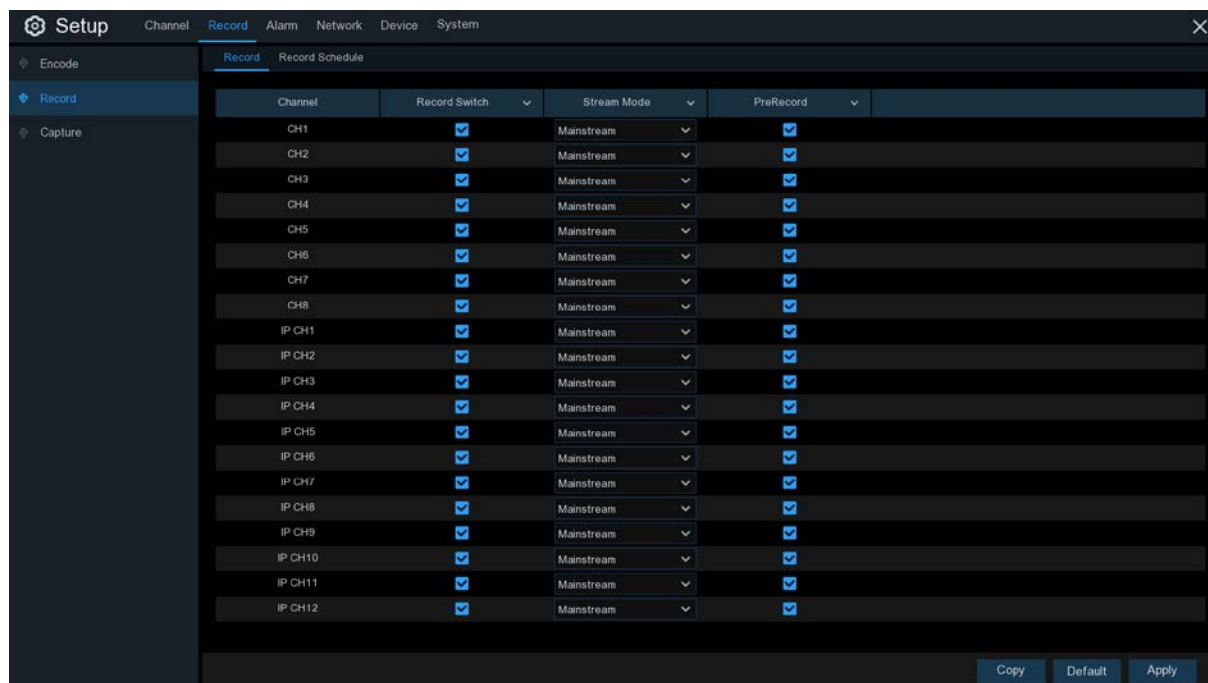 Setup Channel Record Alarm Network Device System
Encode
Record
Capture
Record Record Schedule
Channel Record Switch Stream Mode PreRecord
CH1 Mainstream
CH2 Mainstream
CH3 Mainstream
CH4 Mainstream
CH5 Mainstream
CH6 Mainstream
CH7 Mainstream
CH8 Mainstream
IP CH1 Mainstream
IP CH2 Mainstream
IP CH3 Mainstream
IP CH4 Mainstream
IP CH5 Mainstream
IP CH6 Mainstream
IP CH7 Mainstream
IP CH8 Mainstream
IP CH9 Mainstream
IP CH10 Mainstream
IP CH11 Mainstream
IP CH12 Mainstream
Copy Default Apply